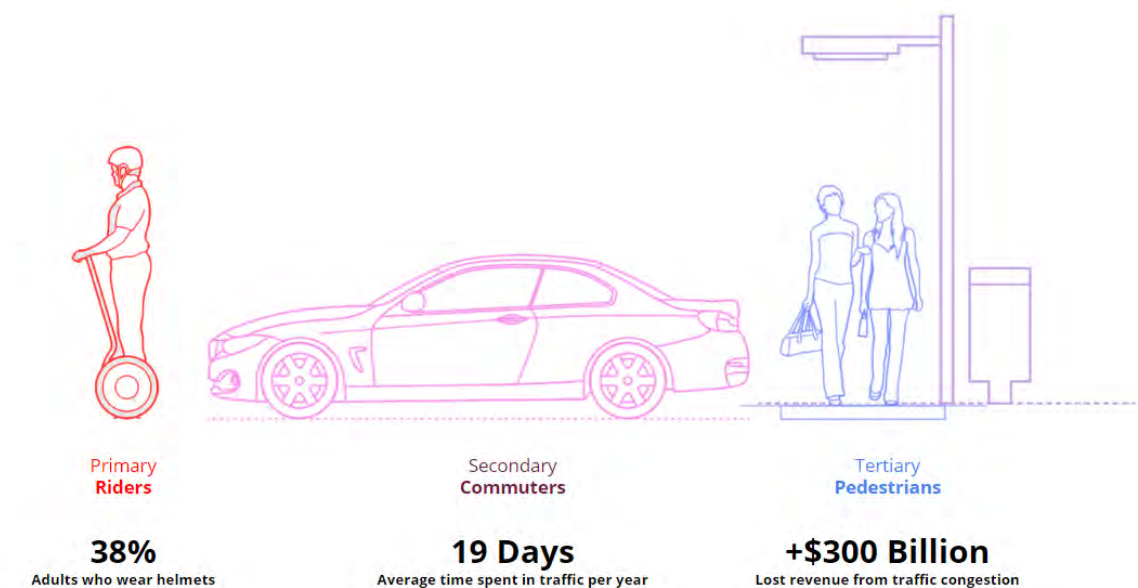 Primary
Riders
Secondary
Commuters
Tertiary
Pedestrians
38%
Adults who wear helmets
19 Days
Average time spent in traffic per year
+$300 Billion
Lost revenue from traffic congestion